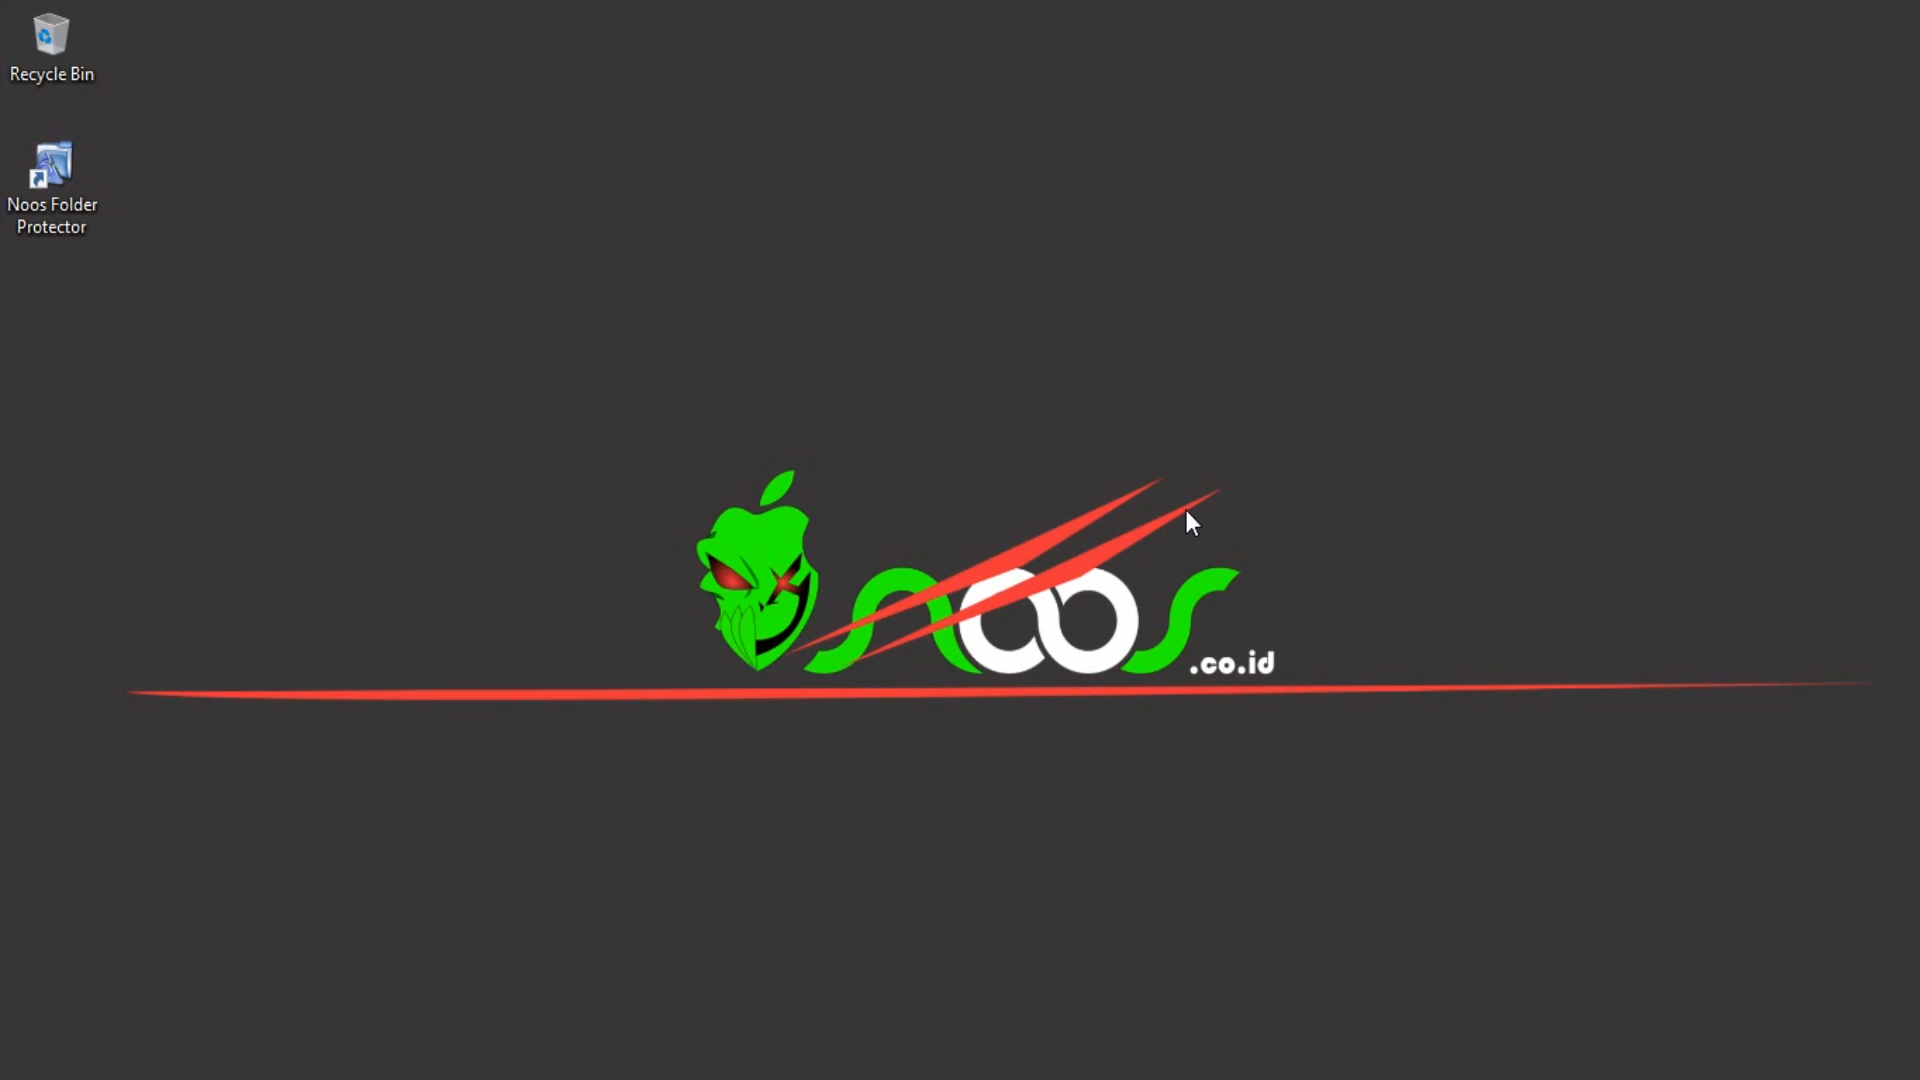 Recycle Bin
Noos Folder
Protector
noos
.co.id